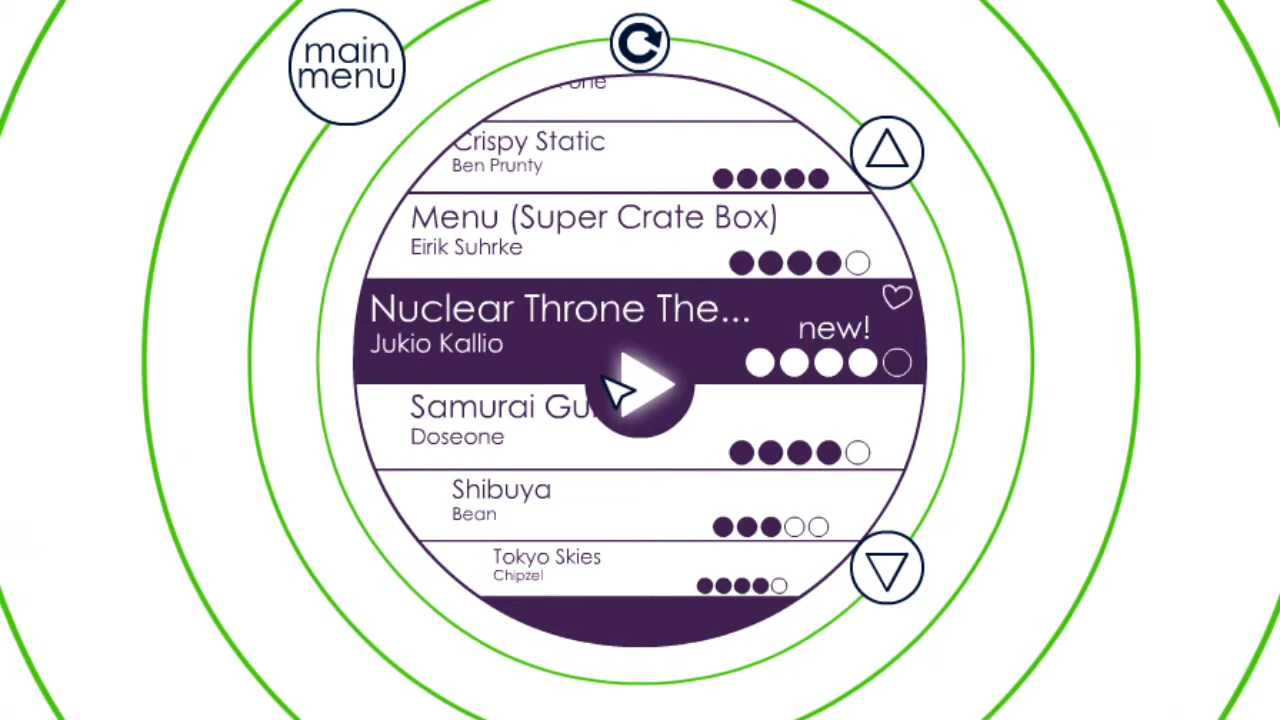 main
menu
Crispy Static
Ben Prunty
Menu (Super Crate Box)
Eirik Suhrke
Nuclear Throne The...
Jukio Kallio
new!
Samurai
Doseone
Shibuya
Bean
Tokyo Skies
Chipzel